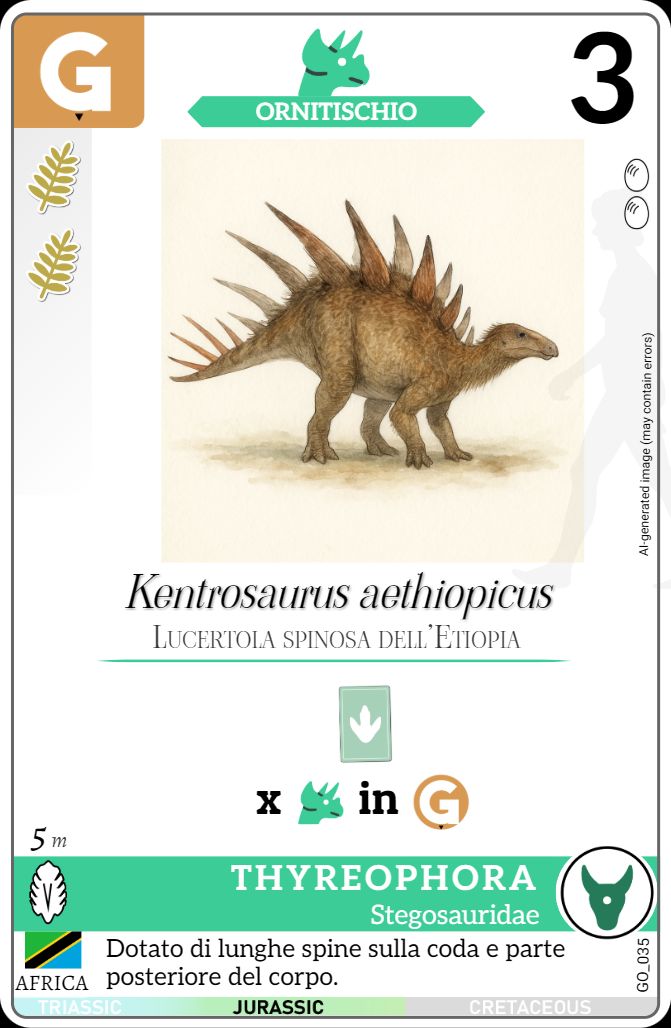 G
ORNITISCHIO
3
AI-generated image (may contain errors)
Kentrosaurus aethiopicus
Lucertola spinosa dell'Etiopia
x in G
5 m
THYREOPHORA
Stegosauridae
AFRICA
Dotato di lunghe spine sulla coda e parte
posteriore del corpo.
GO_035
TRIASSIC JURASSIC CRETACEOUS